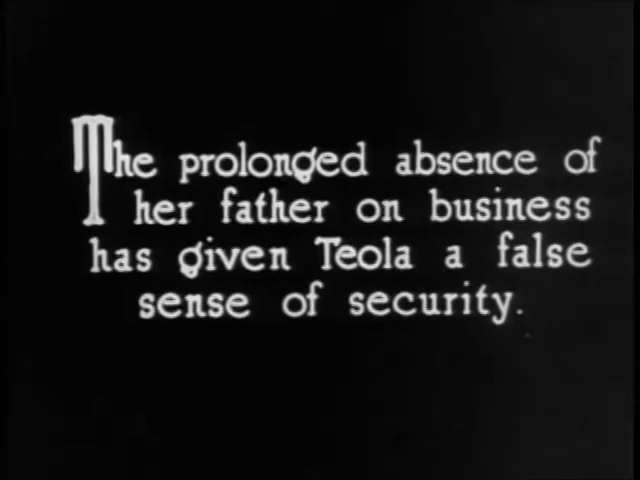 The prolonged absence of
her father on business
has given Teola a false
sense of security.